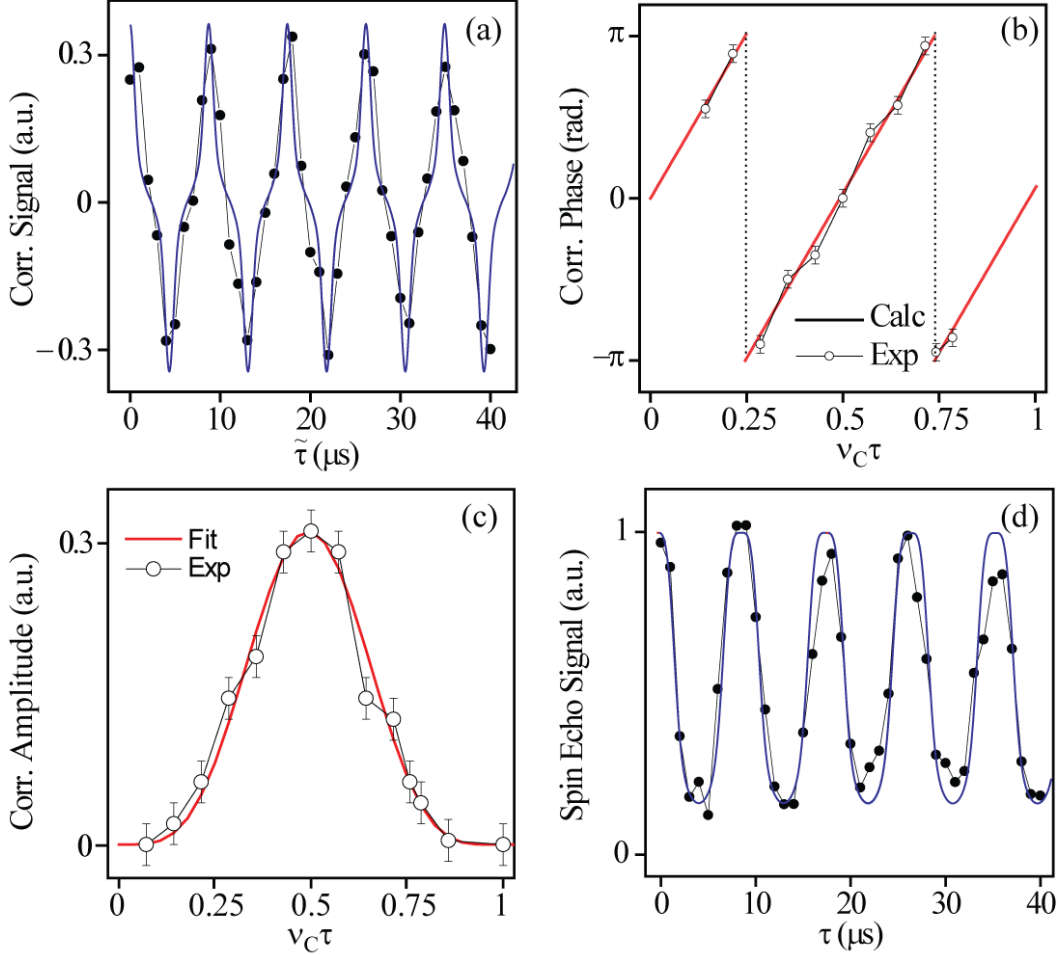 (a)
Corr. Signal (a.u.)
0.3
0
−0.3
0 10 20 30 40
τ̃ (μs)
(b)
Corr. Phase (rad.)
π
0
−π
Calc
Exp
0 0.25 0.5 0.75 1
νCτ
(c)
Corr. Amplitude (a.u.)
0.3
0
Fit
Exp
0 0.25 0.5 0.75 1
νCτ
(d)
Spin Echo Signal (a.u.)
1
0
0 10 20 30 40
τ (μs)